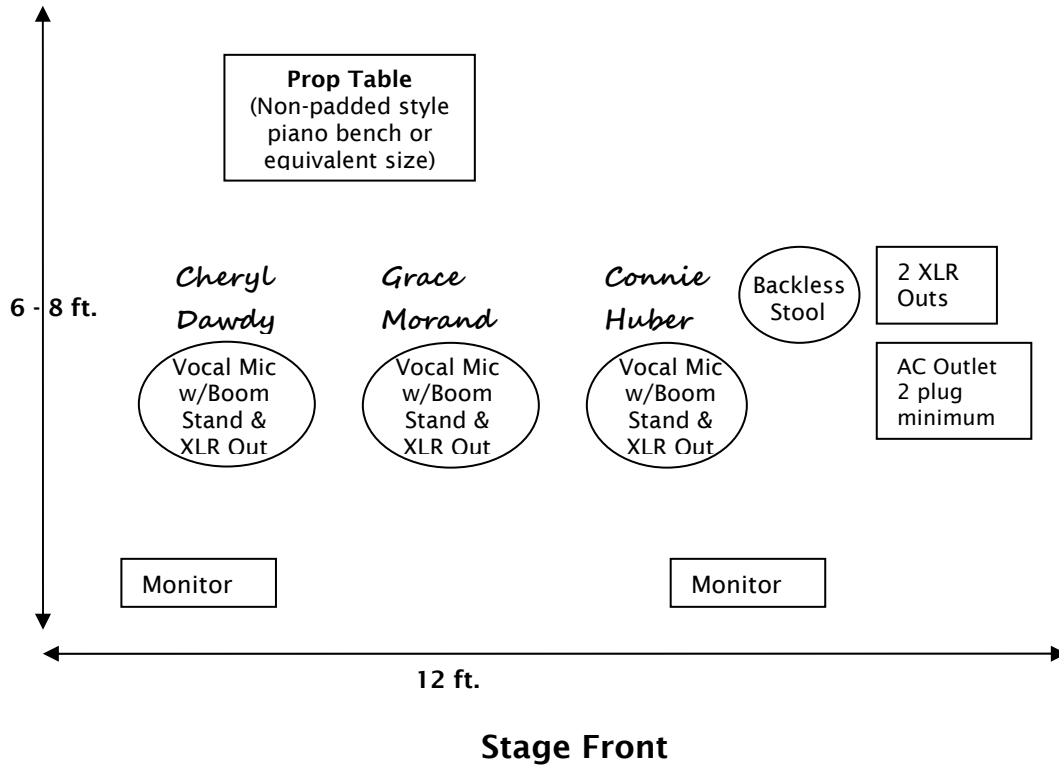 Prop Table
(Non-padded style
piano bench or
equivalent size)
6 - 8 ft.
Cheryl
Dawdy
Grace
Morand
Connie
Huber
Backless
Stool
2 XLR
Outs
Vocal Mic
w/Boom
Stand &
XLR Out
Vocal Mic
w/Boom
Stand &
XLR Out
Vocal Mic
w/Boom
Stand &
XLR Out
AC Outlet
2 plug
minimum
Monitor
Monitor
12 ft.
Stage Front